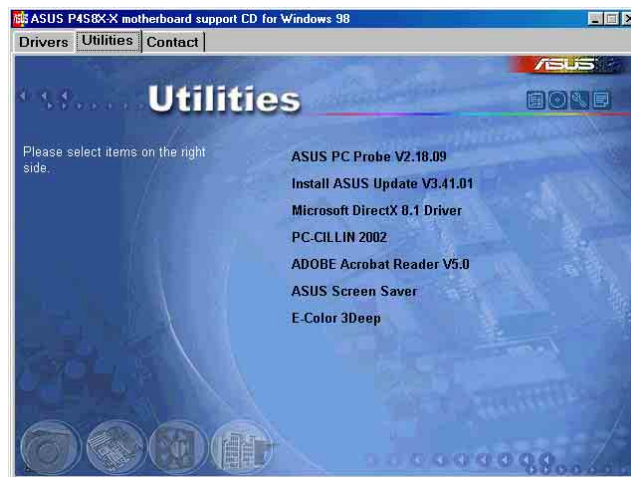 ASUS P4S8X-X motherboard support CD for Windows 98
Drivers Utilities Contact
ASUS
Utilities
Please select items on the right
side.
ASUS PC Probe V2.18.09
Install ASUS Update V3.41.01
Microsoft DirectX 8.1 Driver
PC-CILLIN 2002
ADOBE Acrobat Reader V5.0
ASUS Screen Saver
E-Color 3Deep